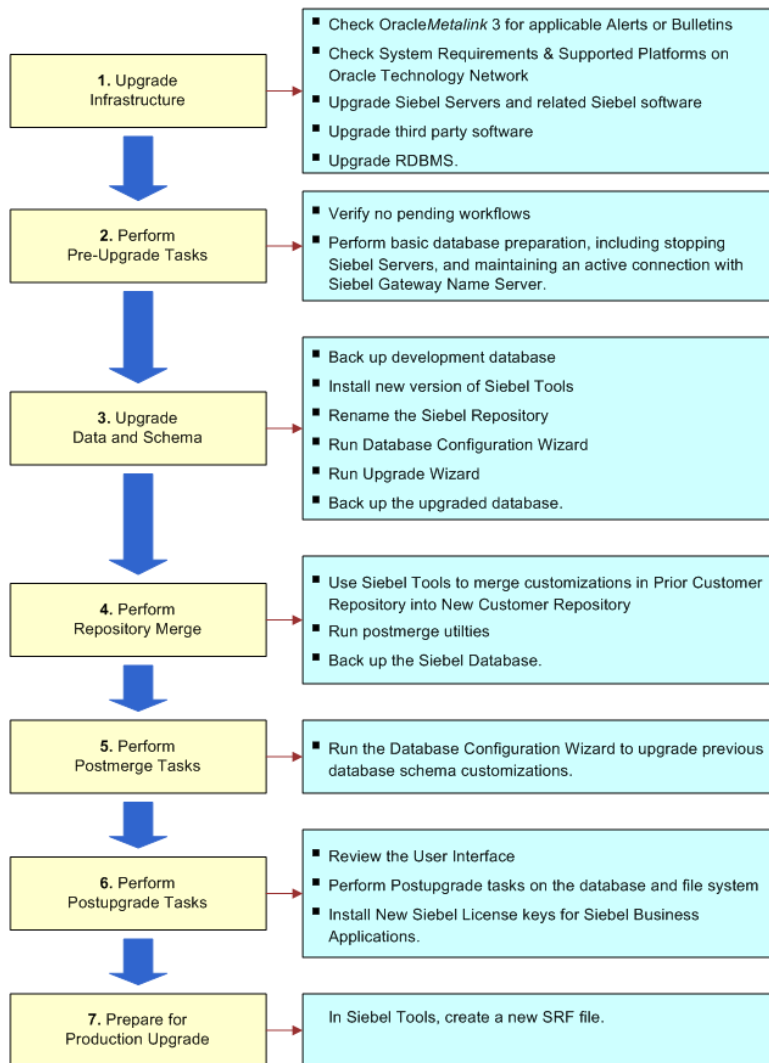 1. Upgrade
Infrastructure
Check OracleMetalink 3 for applicable Alerts or Bulletins
Check System Requirements & Supported Platforms on
Oracle Technology Network
Upgrade Siebel Servers and related Siebel software
Upgrade third party software
Upgrade RDBMS.
2. Perform
Pre-Upgrade Tasks
Verify no pending workflows
Perform basic database preparation, including stopping
Siebel Servers, and maintaining an active connection with
Siebel Gateway Name Server.
3. Upgrade
Data and Schema
Back up development database
Install new version of Siebel Tools
Rename the Siebel Repository
Run Database Configuration Wizard
Run Upgrade Wizard
Back up the upgraded database.
4. Perform
Repository Merge
Use Siebel Tools to merge customizations in Prior Customer
Repository into New Customer Repository
Run postmerge utilties
Back up the Siebel Database.
5. Perform
Postmerge Tasks
Run the Database Configuration Wizard to upgrade previous
database schema customizations.
6. Perform
Postupgrade Tasks
Review the User Interface
Perform Postupgrade tasks on the database and file system
Install New Siebel License keys for Siebel Business
Applications.
7. Prepare for
Production Upgrade
In Siebel Tools, create a new SRF file.